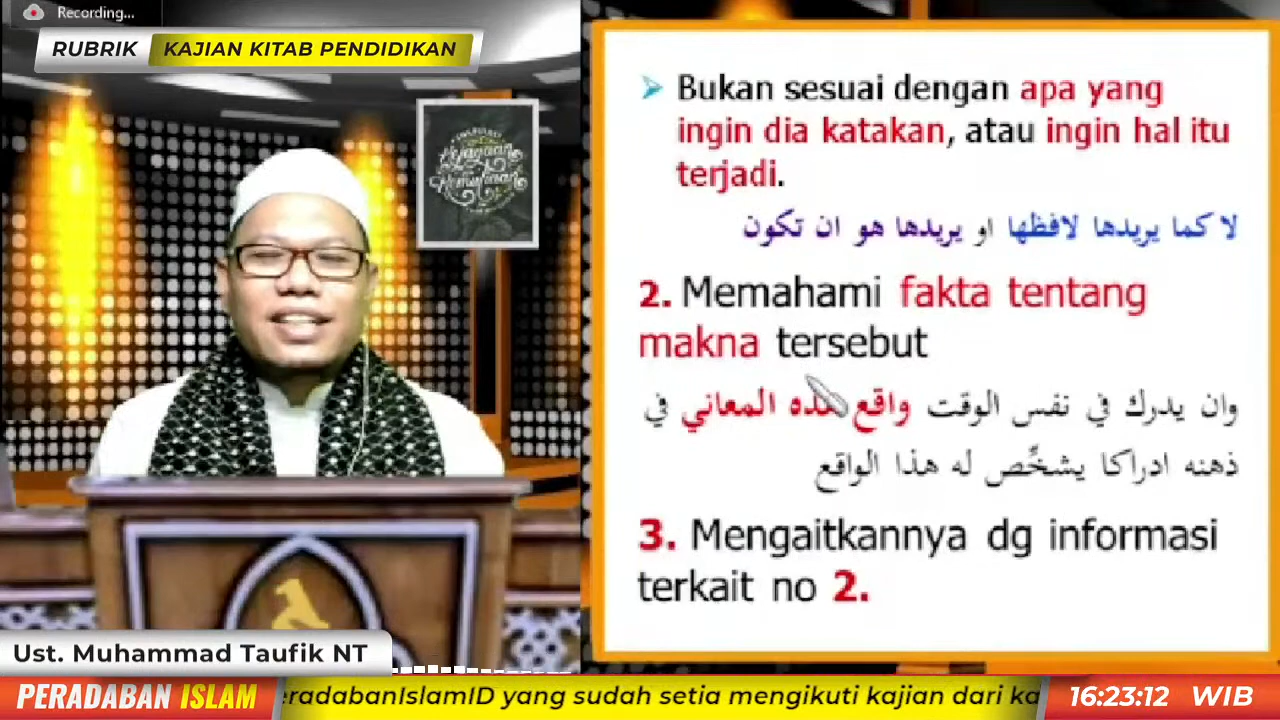 Recording...
RUBRIK KAJIAN KITAB PENDIDIKAN
➢ Bukan sesuai dengan apa yang
ingin dia katakan, atau ingin hal itu
terjadi.
لا كما يريدها لافظها او يريدها هو ان تكون
2. Memahami fakta tentang
makna tersebut
وان يدرك في نفس الوقت واقع هذه المعاني في
ذهنه ادراكا يشخِّص له هذا الواقع
3. Mengaitkannya dg informasi
terkait no 2.
Ust. Muhammad Taufik NT
PERADABAN ISLAM
eradabanIslamID yang sudah setia mengikuti kajian dari ka
16:23:12 WIB